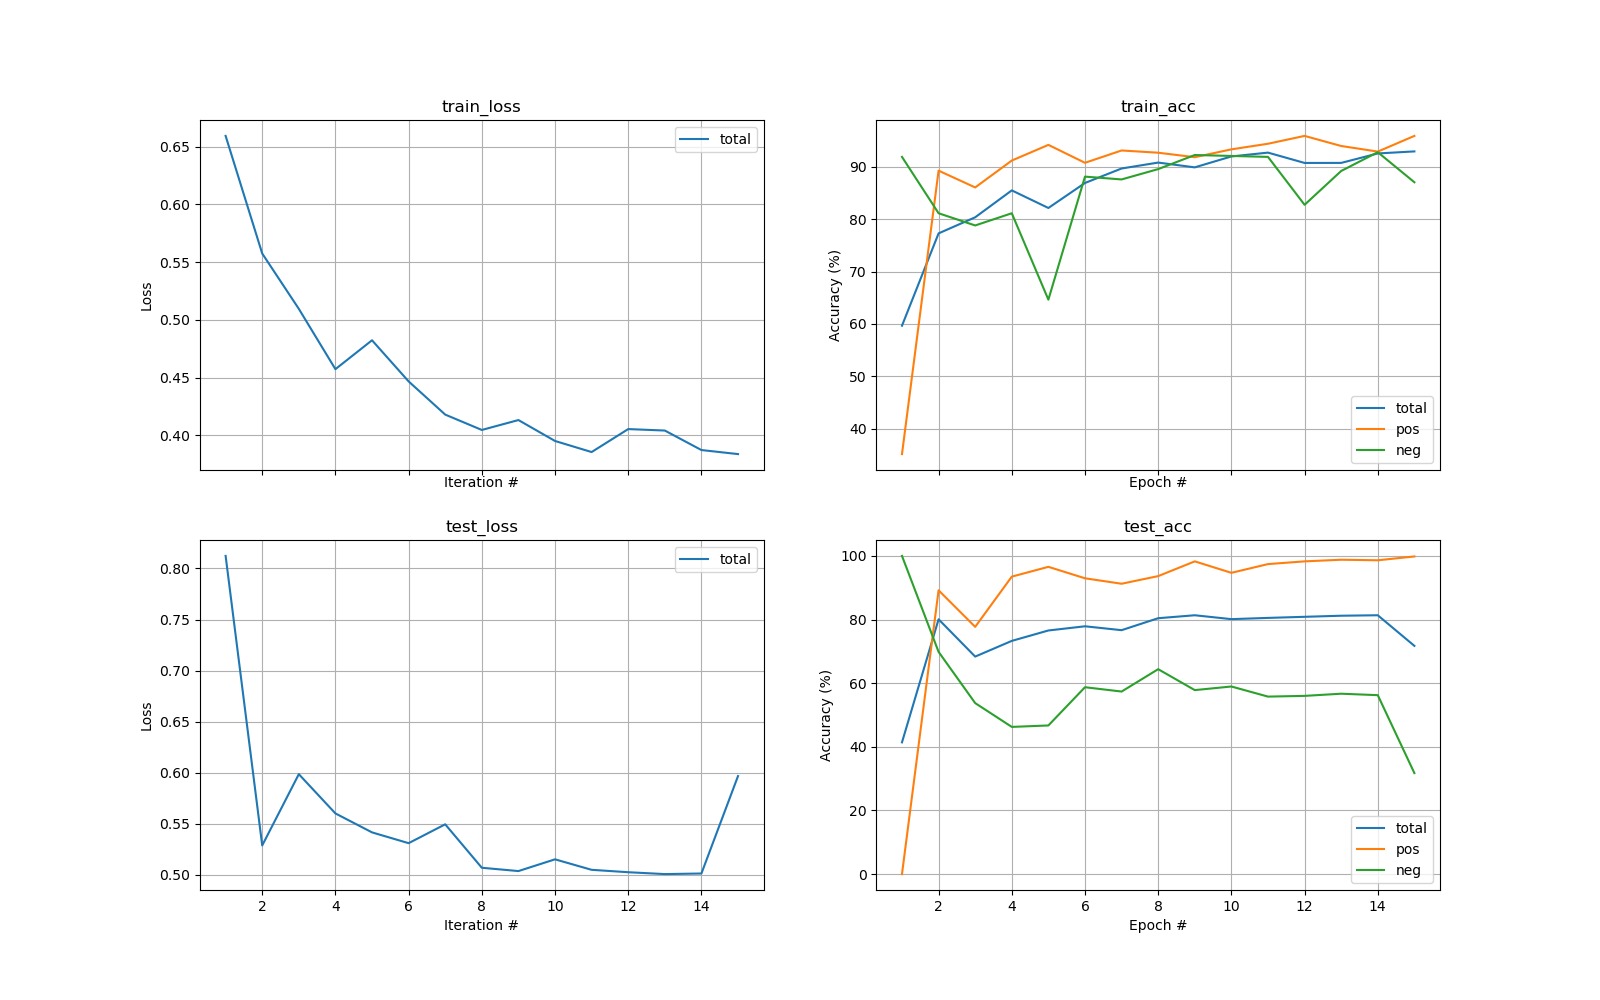 train_loss
0.65
0.60
0.55
0.50
0.45
0.40
Loss
total
Iteration #
train_acc
90
80
70
60
50
40
Accuracy (%)
total
pos
neg
Epoch #
test_loss
0.80
0.75
0.70
0.65
0.60
0.55
0.50
Loss
total
2 4 6 8 10 12 14
Iteration #
test_acc
100
80
60
40
20
0
Accuracy (%)
total
pos
neg
2 4 6 8 10 12 14
Epoch #